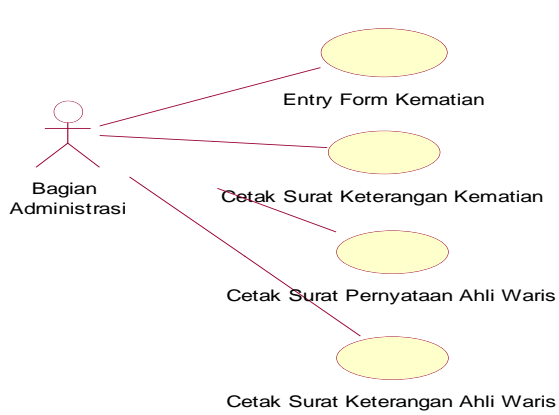 Entry Form Kematian
Bagian
Administrasi
Cetak Surat Keterangan Kematian
Cetak Surat Pernyataan Ahli Waris
Cetak Surat Keterangan Ahli Waris